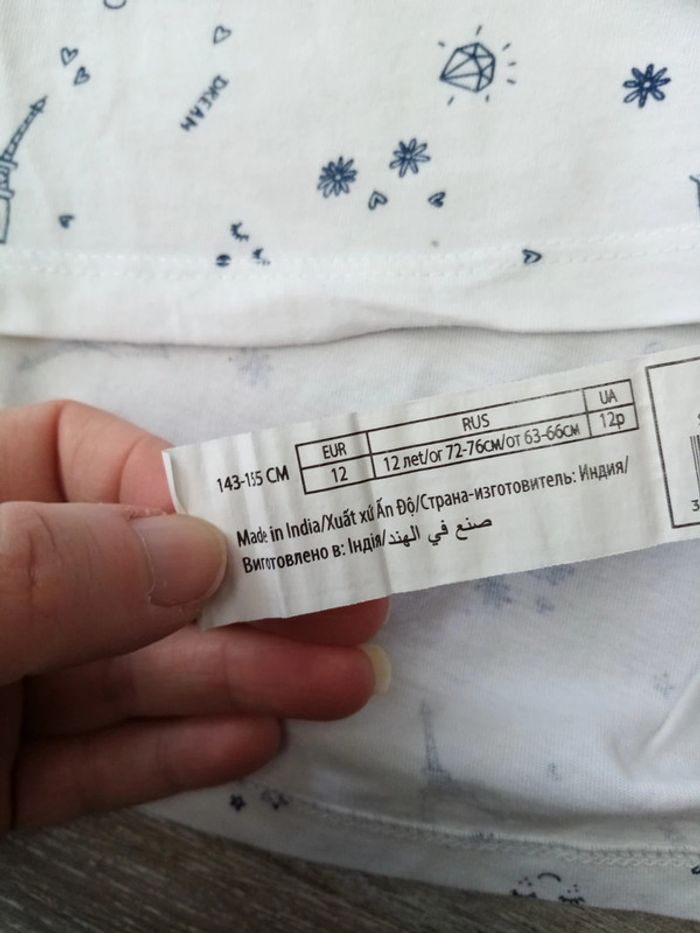 DREAM
143-155 CM
EUR RUS UA
12 12 лет/от 72-76см/от 63-66см 12р
Made in India/Xuất xứ Ấn Độ/Страна-изготовитель: Индия/
Виготовлено в: Індія/صنع في الهند
3